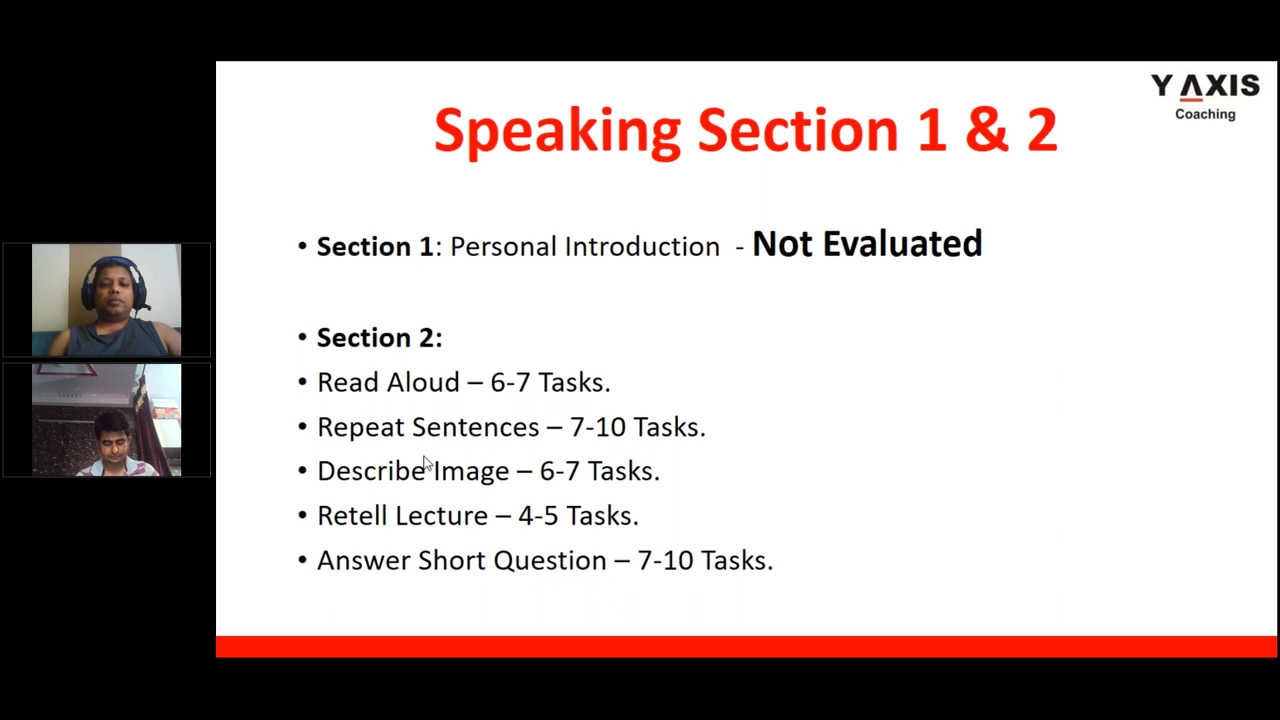 Y AXIS
Coaching
Speaking Section 1 & 2
• Section 1: Personal Introduction - Not Evaluated
• Section 2:
• Read Aloud – 6-7 Tasks.
• Repeat Sentences – 7-10 Tasks.
• Describe Image – 6-7 Tasks.
• Retell Lecture – 4-5 Tasks.
• Answer Short Question – 7-10 Tasks.